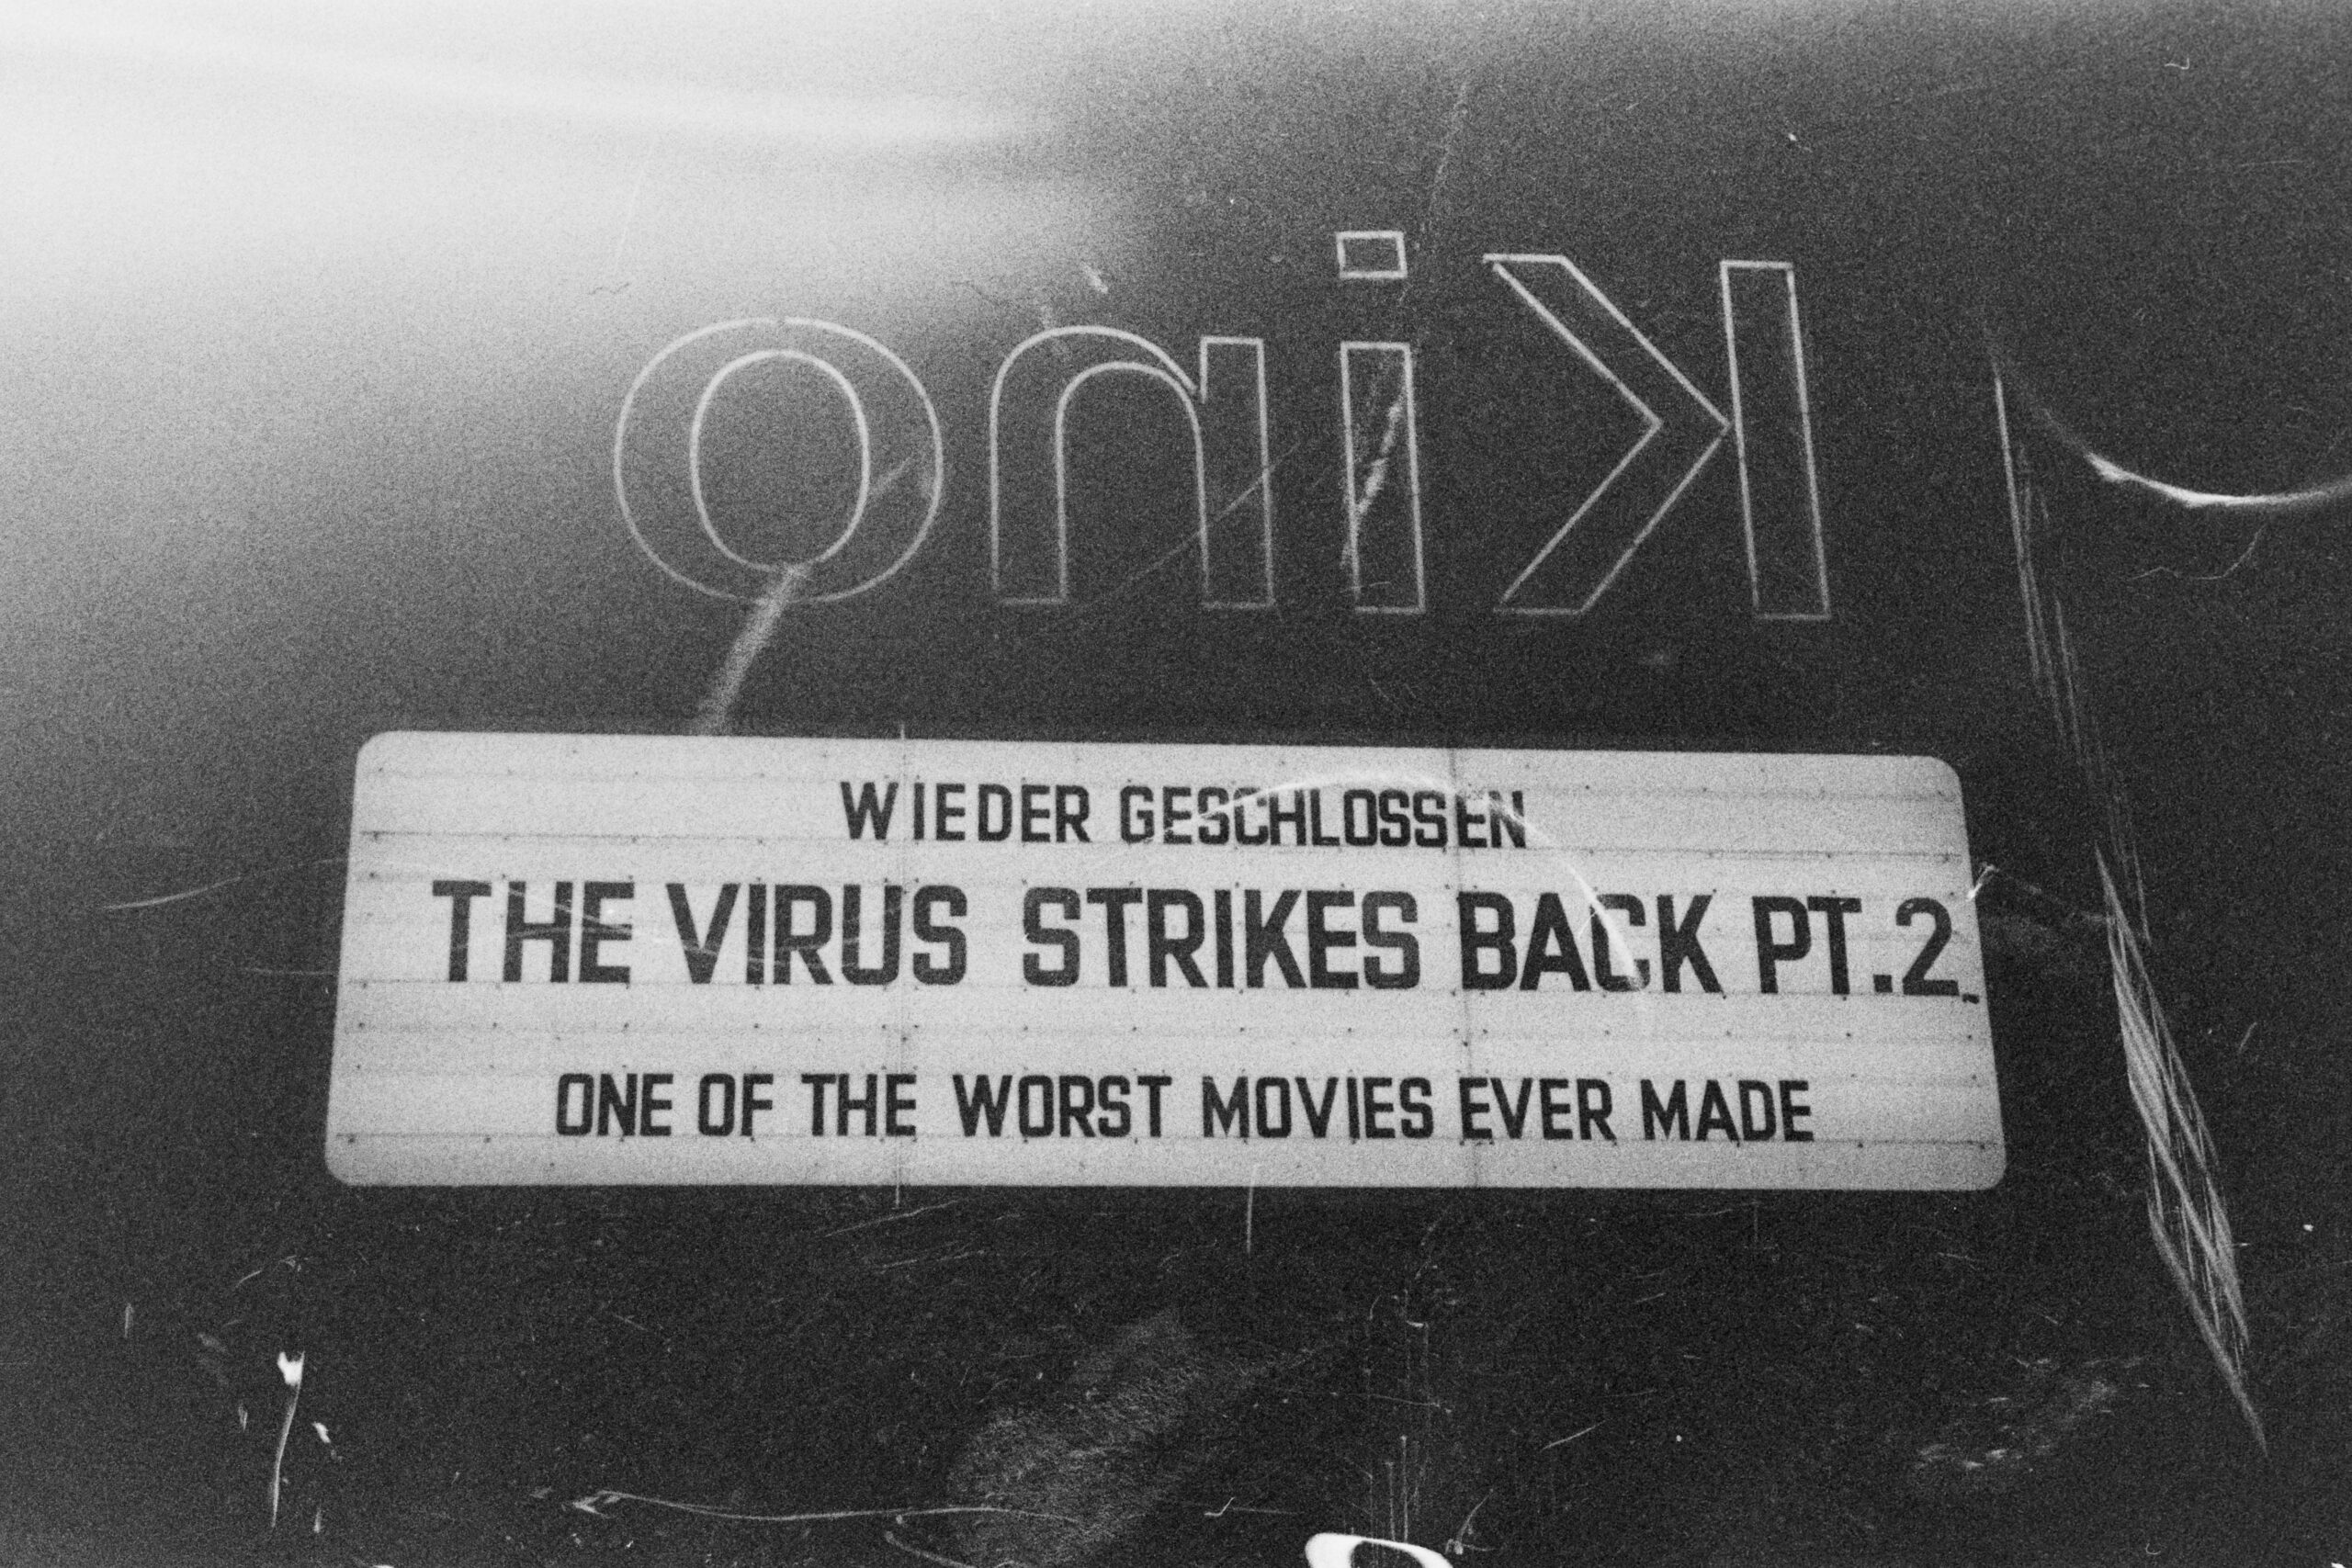 Kino
WIEDER GESCHLOSSEN
THE VIRUS STRIKES BACK PT.2
ONE OF THE WORST MOVIES EVER MADE